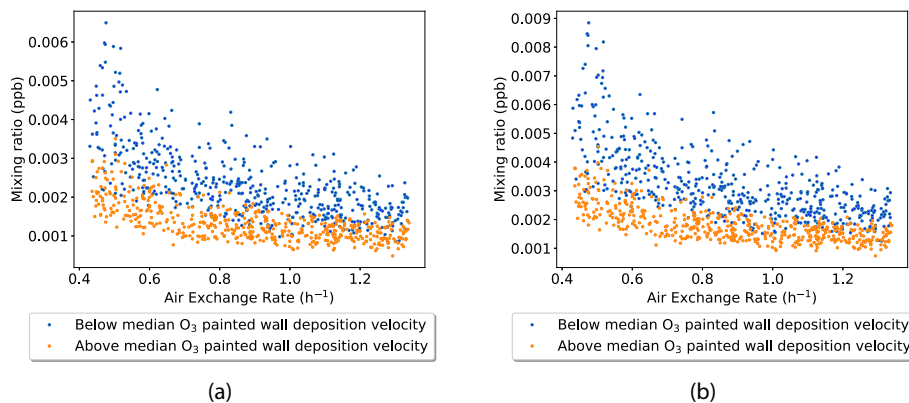 0.006
0.005
0.004
0.003
0.002
0.001
Mixing ratio (ppb)
0.4 0.6 0.8 1.0 1.2
Air Exchange Rate (h⁻¹)
Below median O₃ painted wall deposition velocity
Above median O₃ painted wall deposition velocity
(a)
0.009
0.008
0.007
0.006
0.005
0.004
0.003
0.002
0.001
Mixing ratio (ppb)
0.4 0.6 0.8 1.0 1.2
Air Exchange Rate (h⁻¹)
Below median O₃ painted wall deposition velocity
Above median O₃ painted wall deposition velocity
(b)